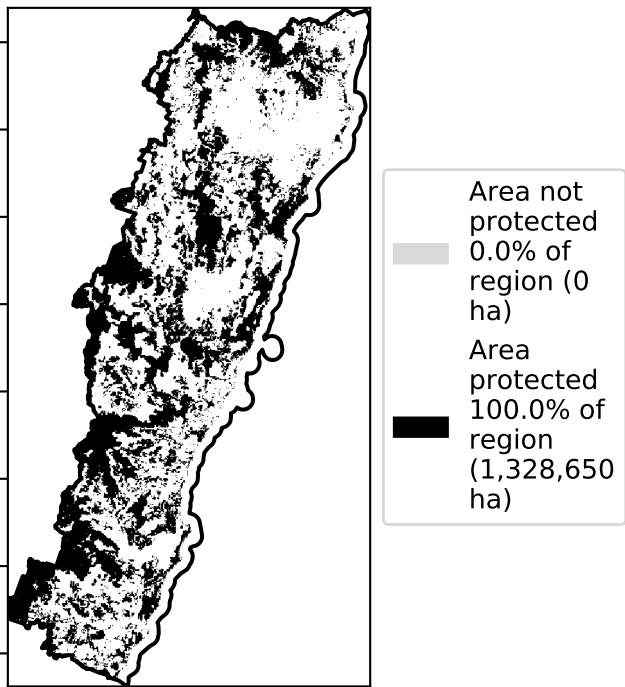 Area not
protected
0.0% of
region (0
ha)
Area
protected
100.0% of
region
(1,328,650
ha)